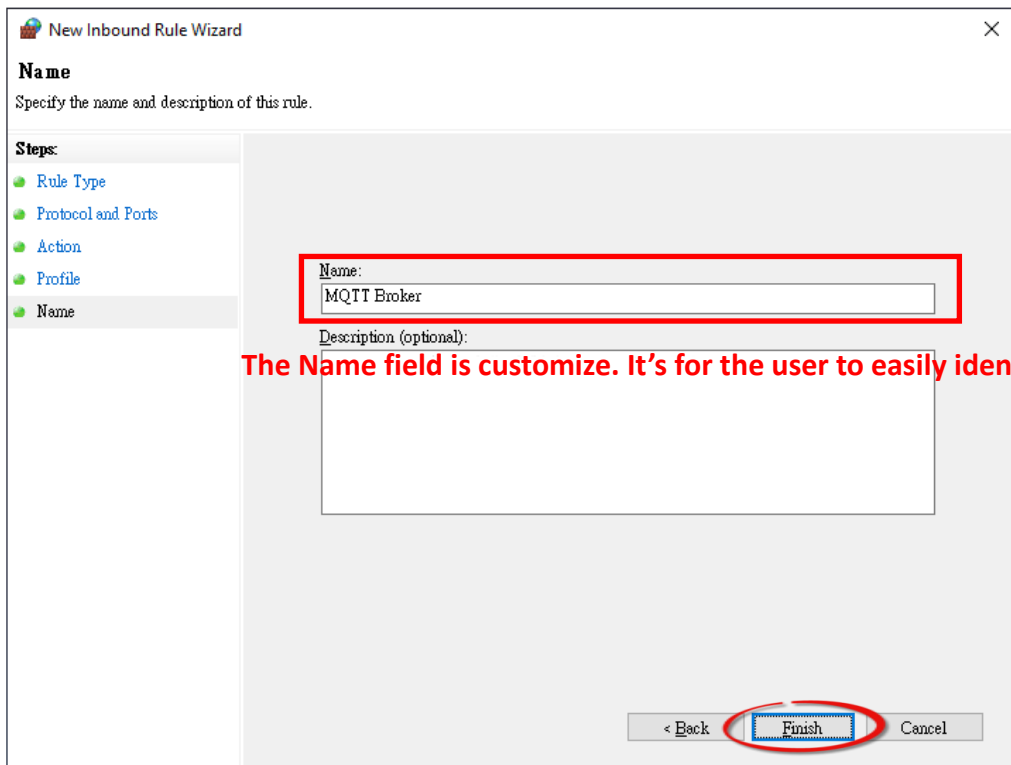 New Inbound Rule Wizard
Name
Specify the name and description of this rule.
Steps:
Rule Type
Protocol and Ports
Action
Profile
Name
Name:
MQTT Broker
Description (optional):
The Name field is customize. It's for the user to easily iden
< Back
Finish
Cancel